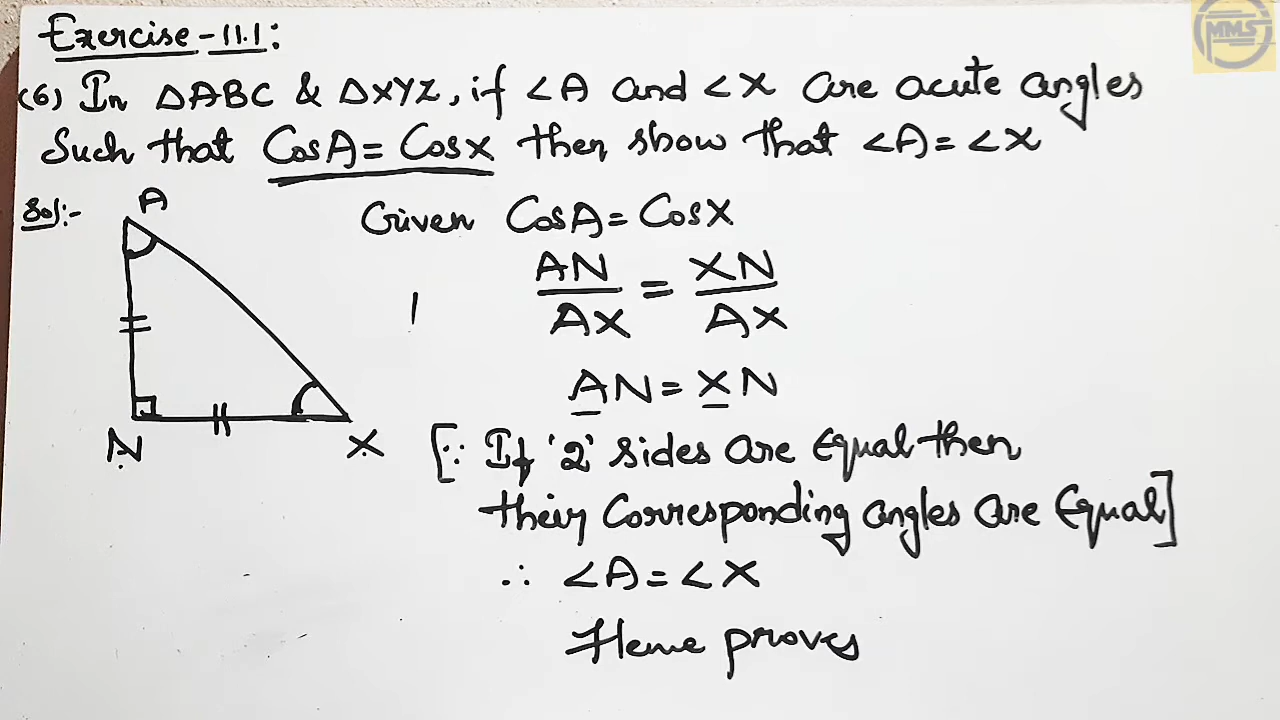 Exercise-11.1:
(6) In △ABC & △XYZ, if ∠A and ∠X are acute angles
Such that CosA = Cosx then show that ∠A = ∠X
Sol:-
A
N
X
Given CosA = CosX
AN/AX = XN/AX
AN = XN
[∵ If '2' sides are Equal then
their Corresponding angles are Equal]
∴ ∠A = ∠X
Hence proves
MMS